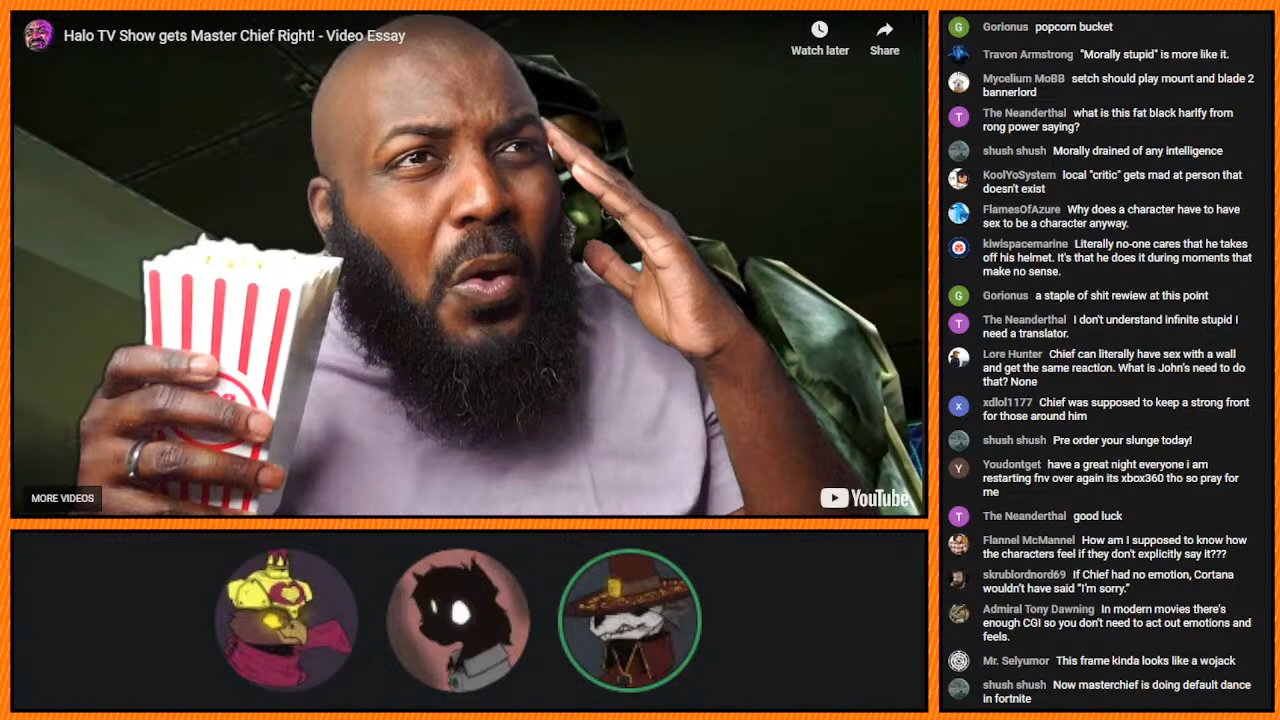 Halo TV Show gets Master Chief Right! - Video Essay
Watch later
Share
MORE VIDEOS
YouTube
G
Gorionus popcorn bucket
Travon Armstrong "Morally stupid" is more like it.
Mycelium MoBB setch should play mount and blade 2
bannerlord
T
The Neanderthal what is this fat black harlfy from
rong power saying?
shush shush Morally drained of any intelligence
KoolYoSystem local "critic" gets mad at person that
doesn't exist
FlamesOfAzure Why does a character have to have
sex to be a character anyway.
kiwispacemarine Literally no-one cares that he takes
off his helmet. It's that he does it during moments that
make no sense.
G
Gorionus a staple of shit rewiew at this point
T
The Neanderthal I don't understand infinite stupid I
need a translator.
Lore Hunter Chief can literally have sex with a wall
and get the same reaction. What is John's need to do
that? None
x
xdlol1177 Chief was supposed to keep a strong front
for those around him
shush shush Pre order your slunge today!
Y
Youdontget have a great night everyone i am
restarting fnv over again its xbox360 tho so pray for
me
T
The Neanderthal good luck
Flannel McMannel How am I supposed to know how
the characters feel if they don't explicitly say it???
skrublordnord69 If Chief had no emotion, Cortana
wouldn't have said "I'm sorry."
Admiral Tony Dawning In modern movies there's
enough CGI so you don't need to act out emotions and
feels.
Mr. Selyumor This frame kinda looks like a wojack
shush shush Now masterchief is doing default dance
in fortnite